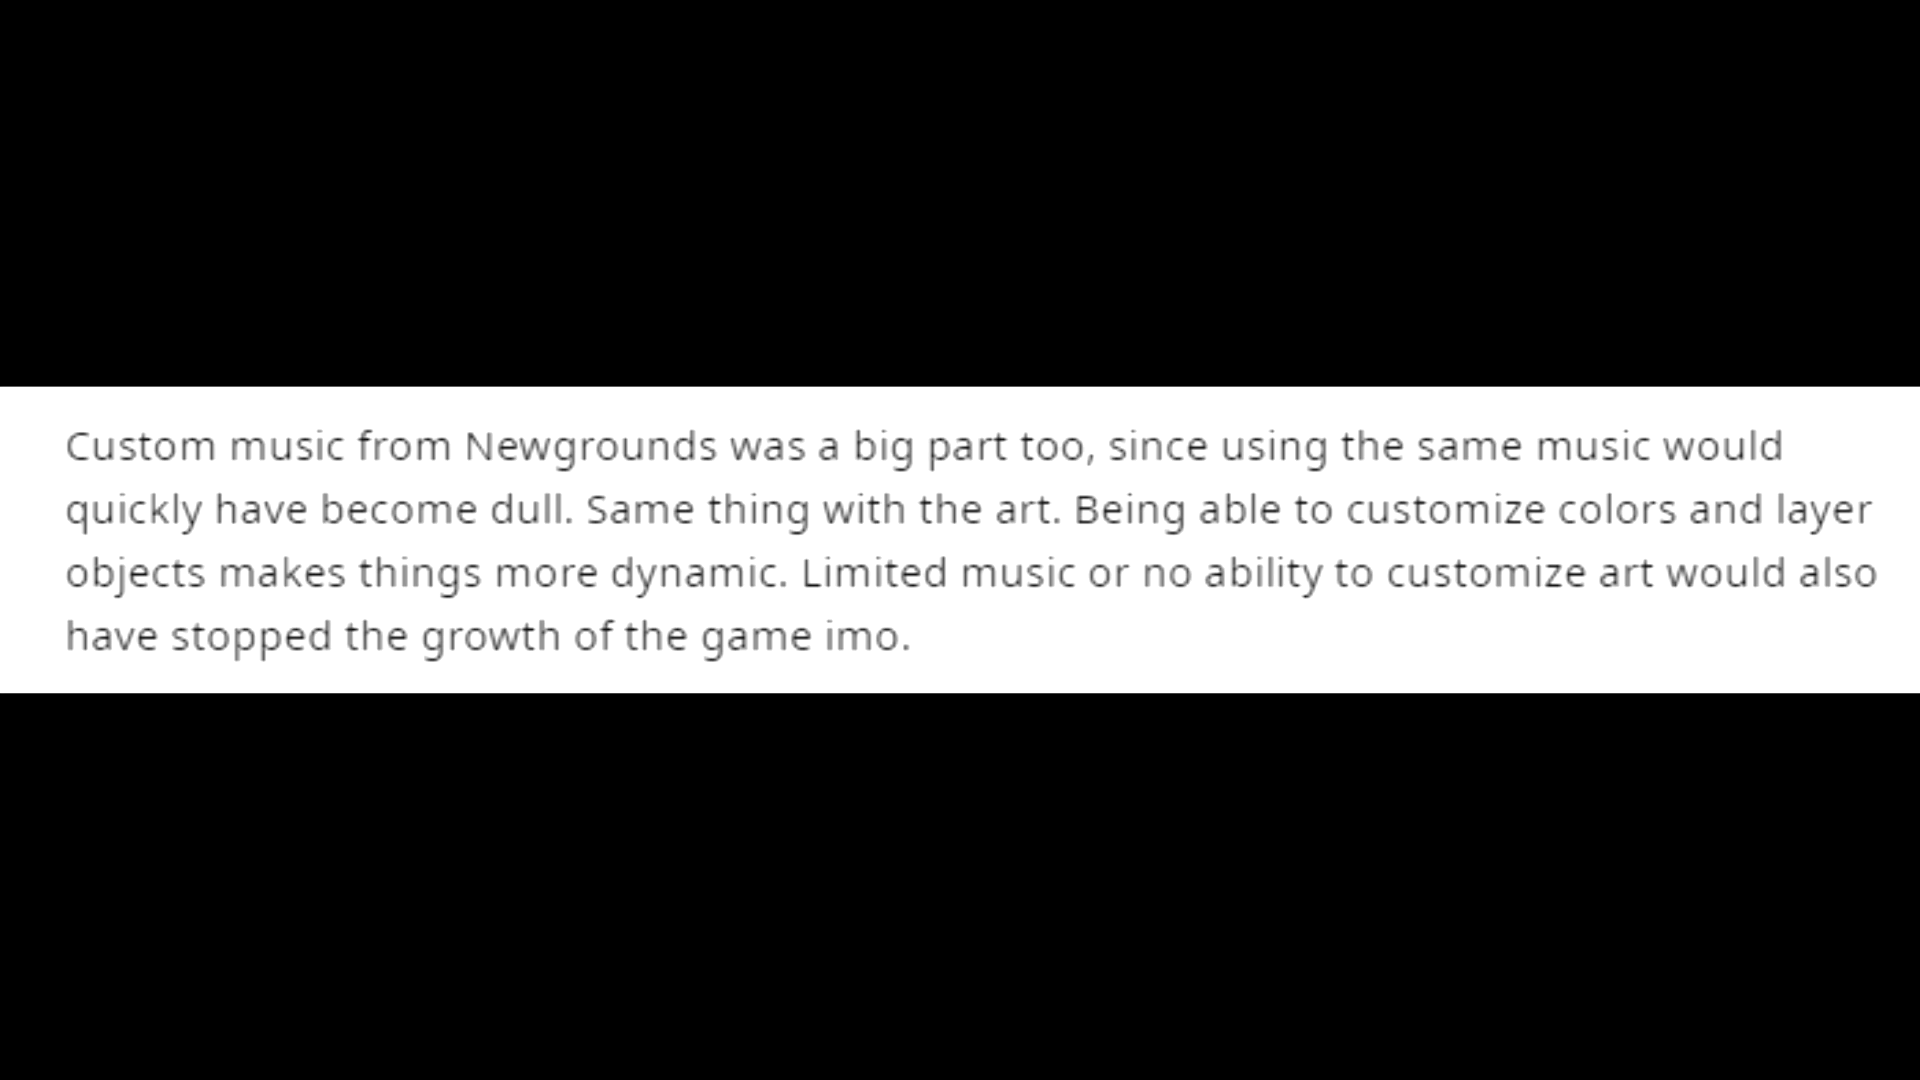 Custom music from Newgrounds was a big part too, since using the same music would
quickly have become dull. Same thing with the art. Being able to customize colors and layer
objects makes things more dynamic. Limited music or no ability to customize art would also
have stopped the growth of the game imo.